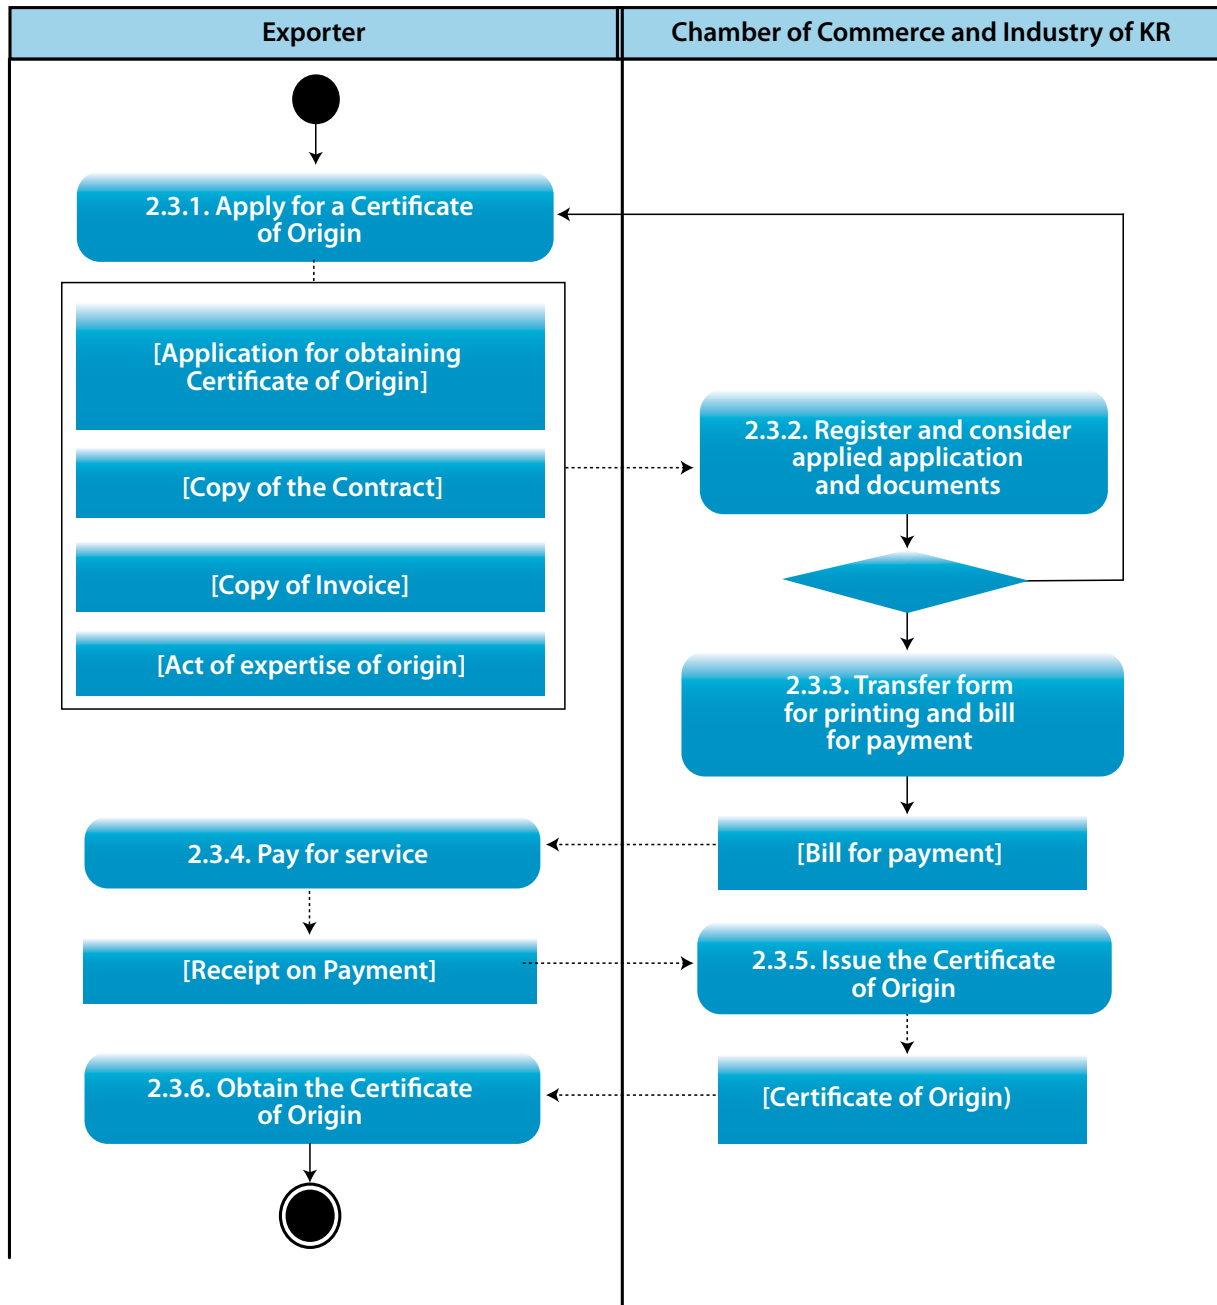 Exporter
Chamber of Commerce and Industry of KR
2.3.1. Apply for a Certificate
of Origin
[Application for obtaining
Certificate of Origin]
[Copy of the Contract]
[Copy of Invoice]
[Act of expertise of origin]
2.3.2. Register and consider
applied application
and documents
2.3.3. Transfer form
for printing and bill
for payment
[Bill for payment]
2.3.4. Pay for service
[Receipt on Payment]
2.3.5. Issue the Certificate
of Origin
[Certificate of Origin)
2.3.6. Obtain the Certificate
of Origin